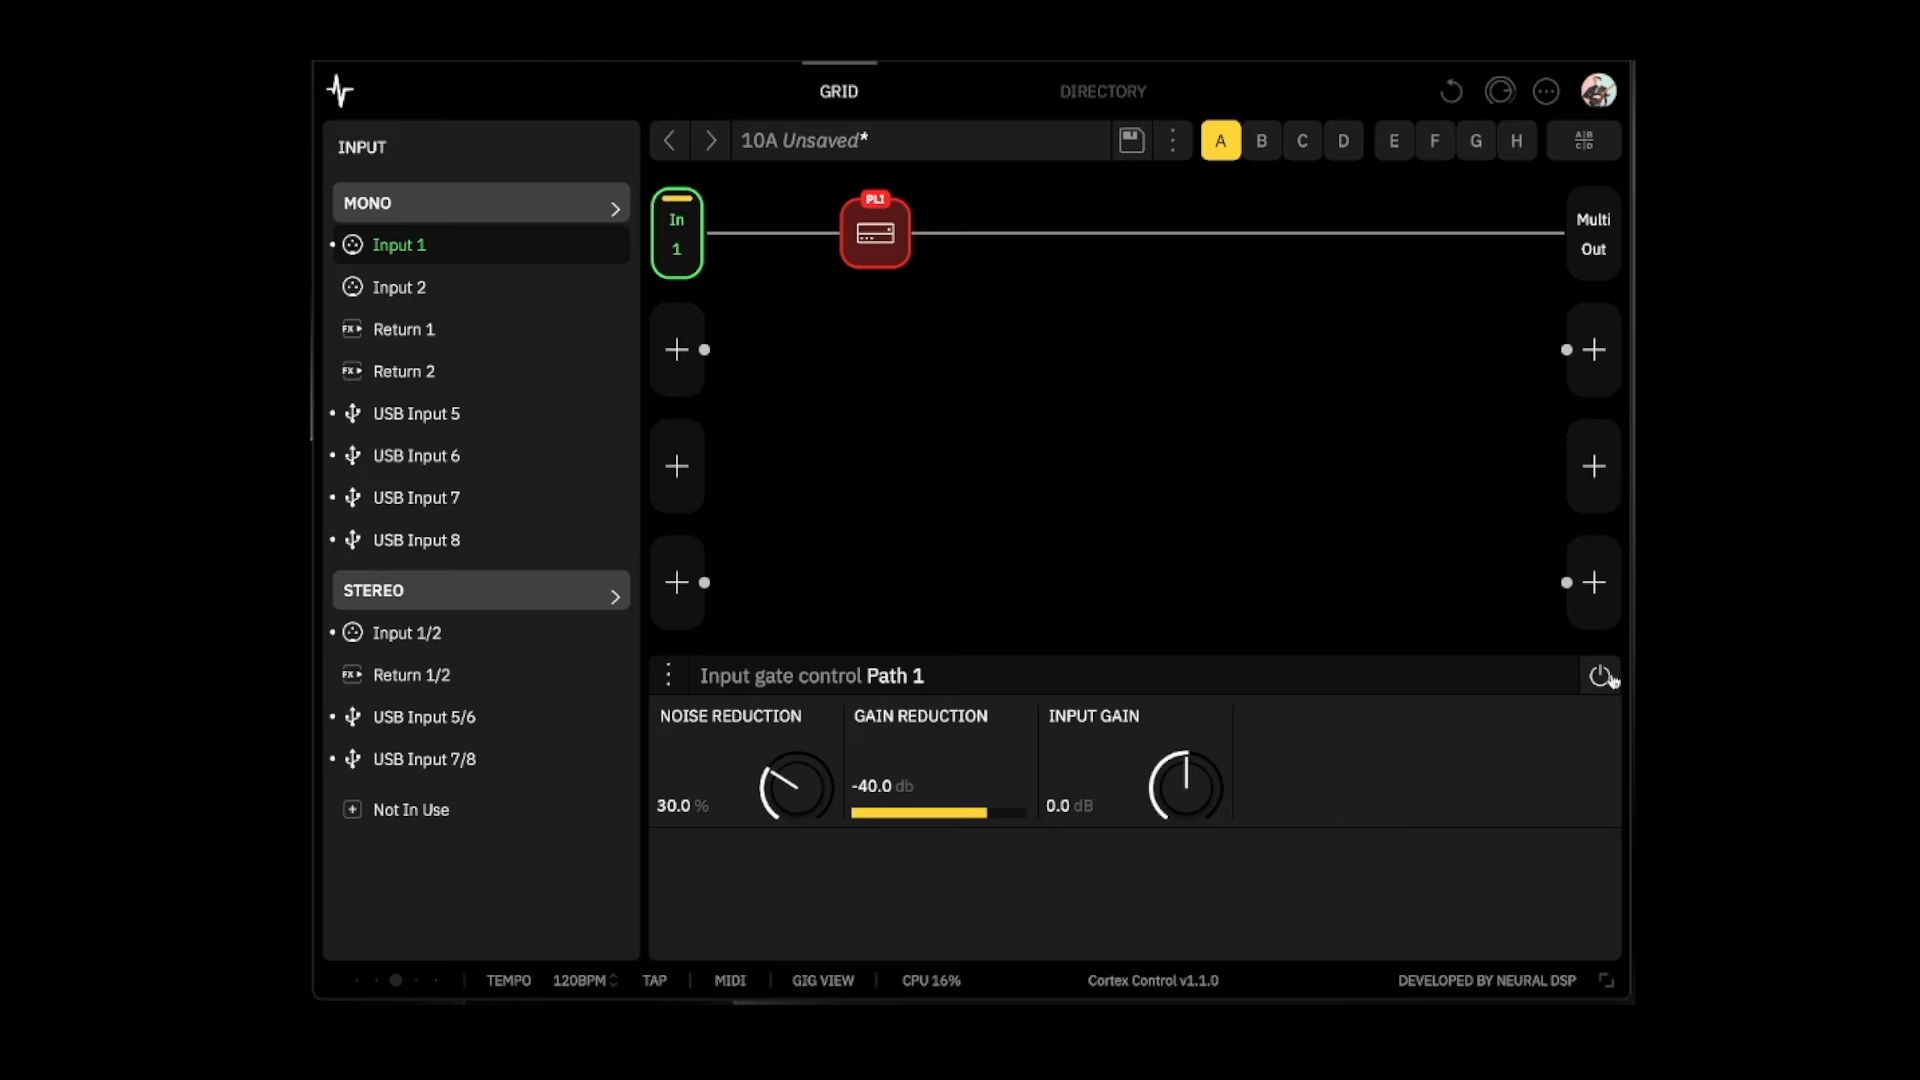 GRID
DIRECTORY
INPUT
10A Unsaved*
A
B
C
D
E
F
G
H
A B
C D
MONO
Input 1
Input 2
FX Return 1
FX Return 2
USB Input 5
USB Input 6
USB Input 7
USB Input 8
STEREO
Input 1/2
FX Return 1/2
USB Input 5/6
USB Input 7/8
Not In Use
In
1
PLI
Multi
Out
Input gate control Path 1
NOISE REDUCTION
30.0 %
GAIN REDUCTION
-40.0 db
INPUT GAIN
0.0 dB
TEMPO
120BPM
TAP
MIDI
GIG VIEW
CPU 16%
Cortex Control v1.1.0
DEVELOPED BY NEURAL DSP